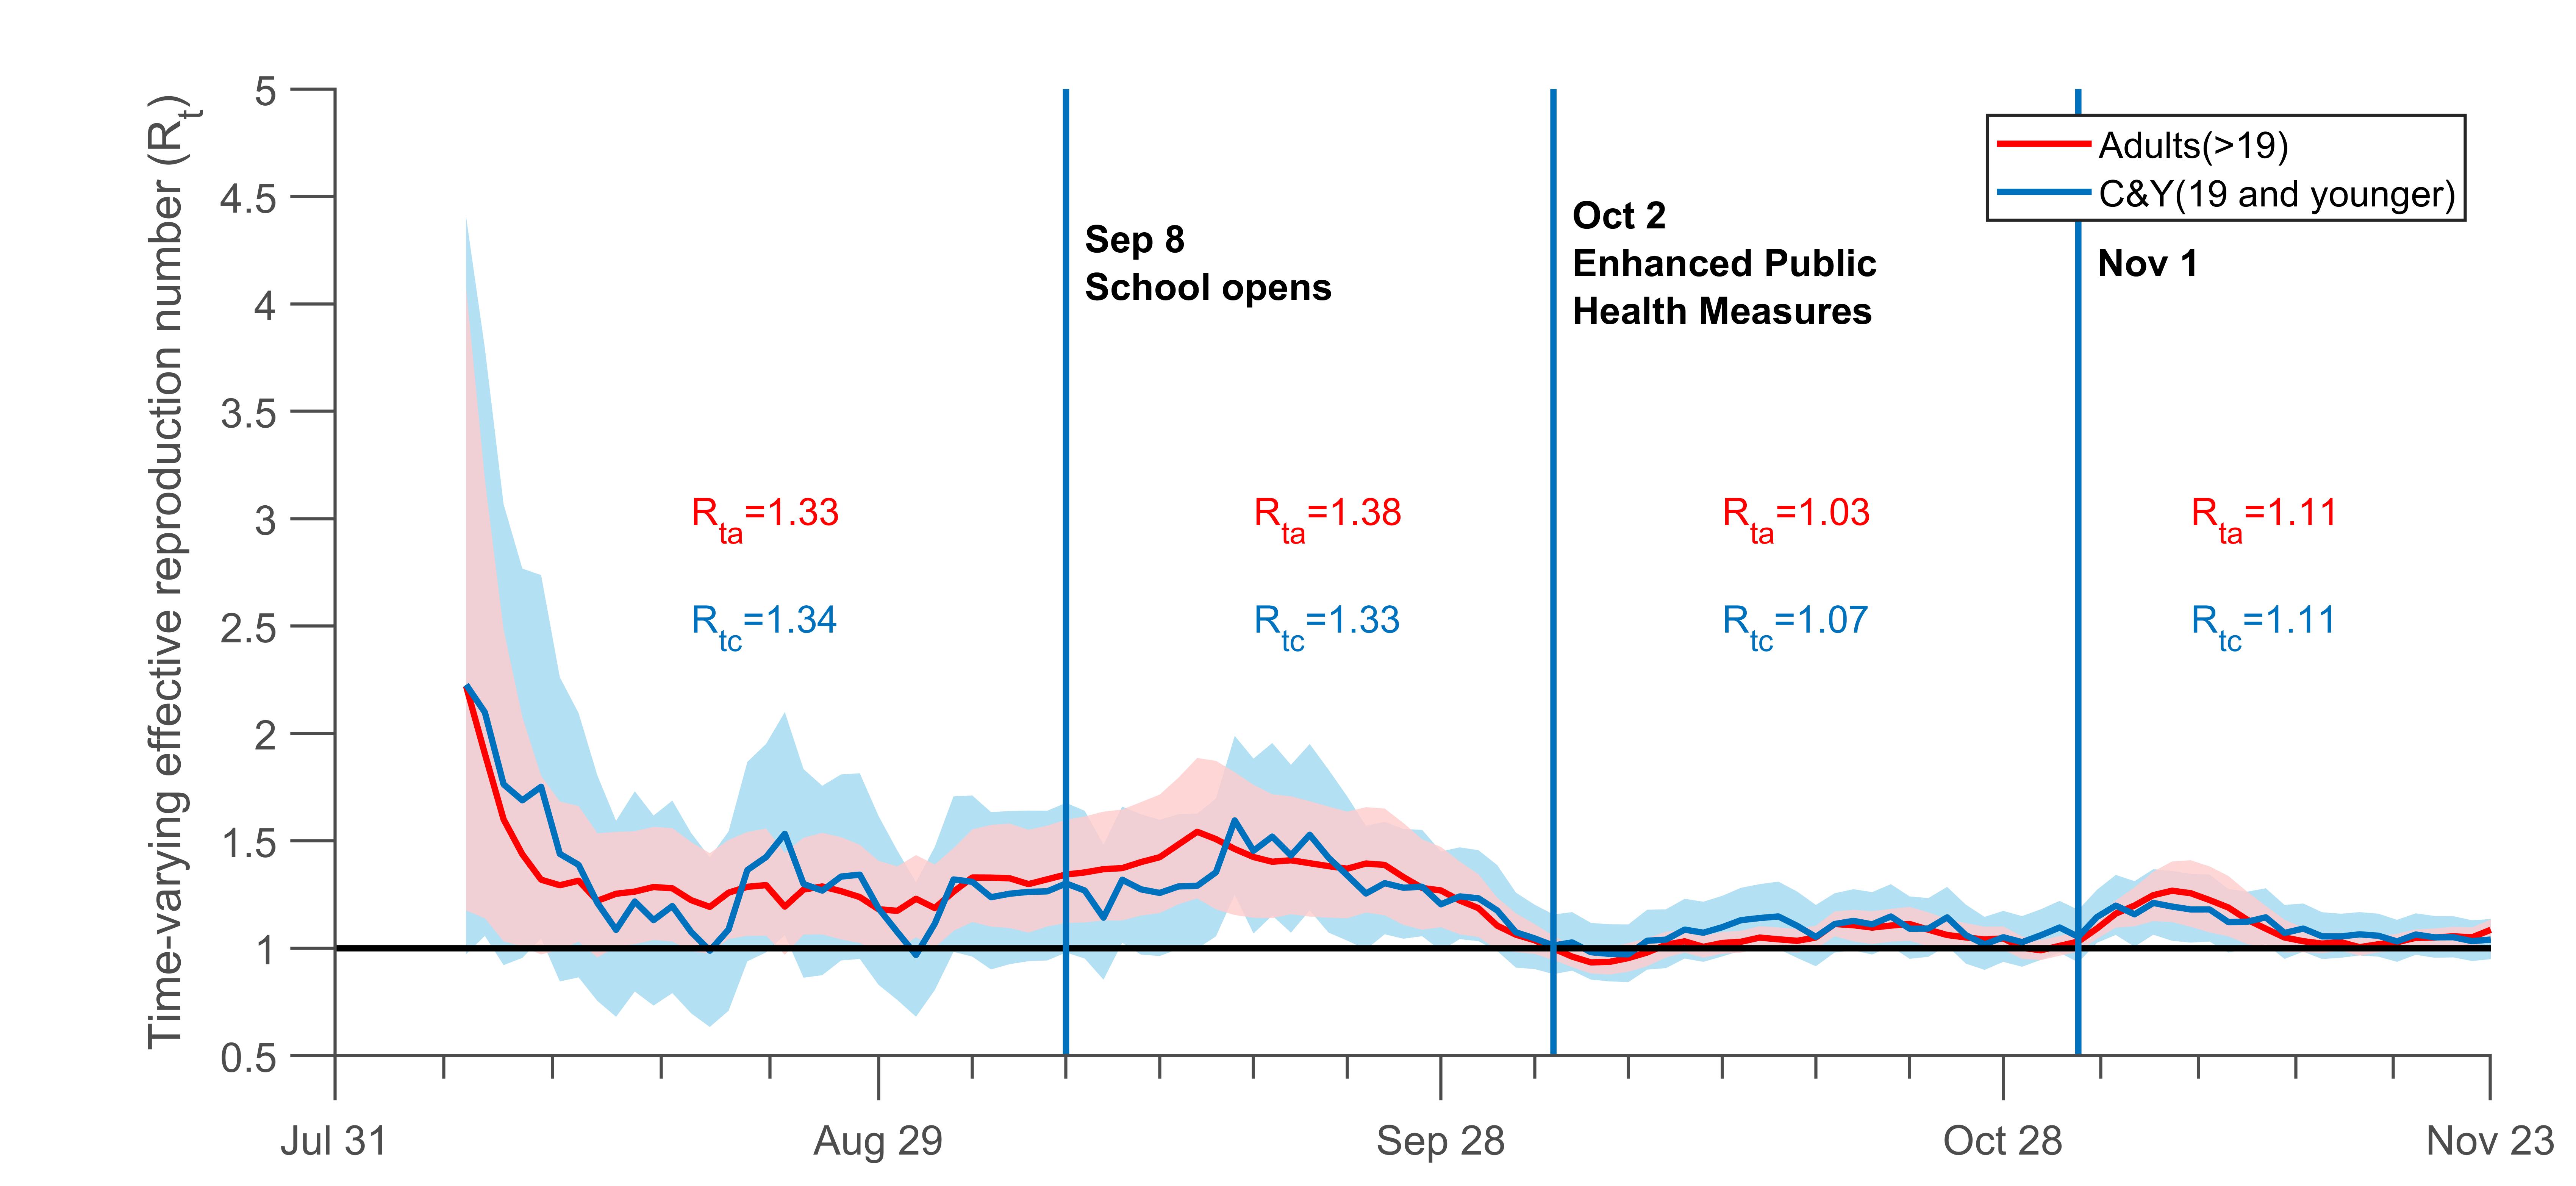 Time-varying effective reproduction number (Rt)
5
4.5
4
3.5
3
2.5
2
1.5
1
0.5
Adults(>19)
C&Y(19 and younger)
Sep 8
School opens
Oct 2
Enhanced Public
Health Measures
Nov 1
Rta=1.33
Rta=1.38
Rta=1.03
Rta=1.11
Rtc=1.34
Rtc=1.33
Rtc=1.07
Rtc=1.11
Jul 31
Aug 29
Sep 28
Oct 28
Nov 23